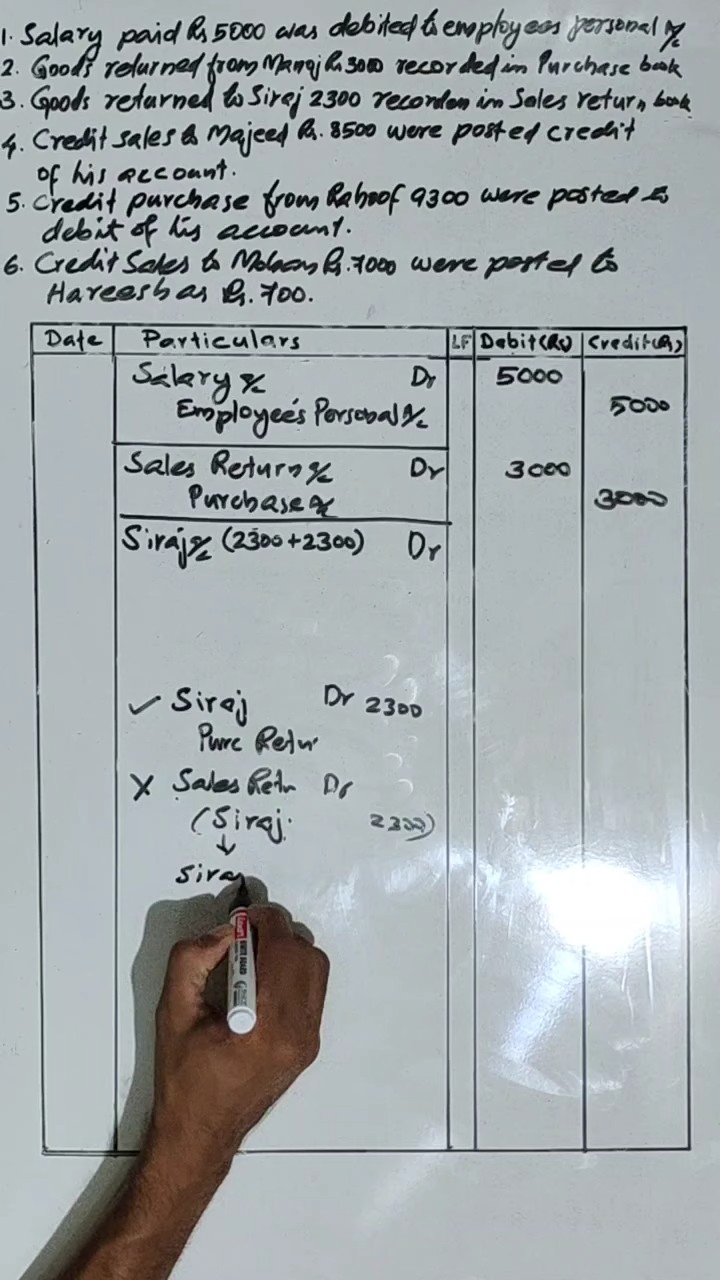 1. Salary paid Rs 5000 was debited to employees personal a/c
2. Goods returned from Manoj Rs 3000 recorded in Purchase book
3. Goods returned to Siraj 2300 recorded in Sales return book
4. Credit sales to Majeed Rs. 8500 were posted credit
of his account.
5. Credit purchase from Rahoof 9300 were posted to
debit of his account.
6. Credit Sales to Mohan Rs. 7000 were posted to
Hareesh as Rs. 700.
Date Particulars LF Debit(Rs) Credit(Rs)
Salary a/c Dr 5000
Employee's Personal a/c 5000
Sales Return a/c Dr 3000
Purchase a/c 3000
Siraj a/c (2300+2300) Dr
✓ Siraj Dr 2300
Purc Retur
X Sales Retn Dr
(Siraj 2300)
↓
Siraj